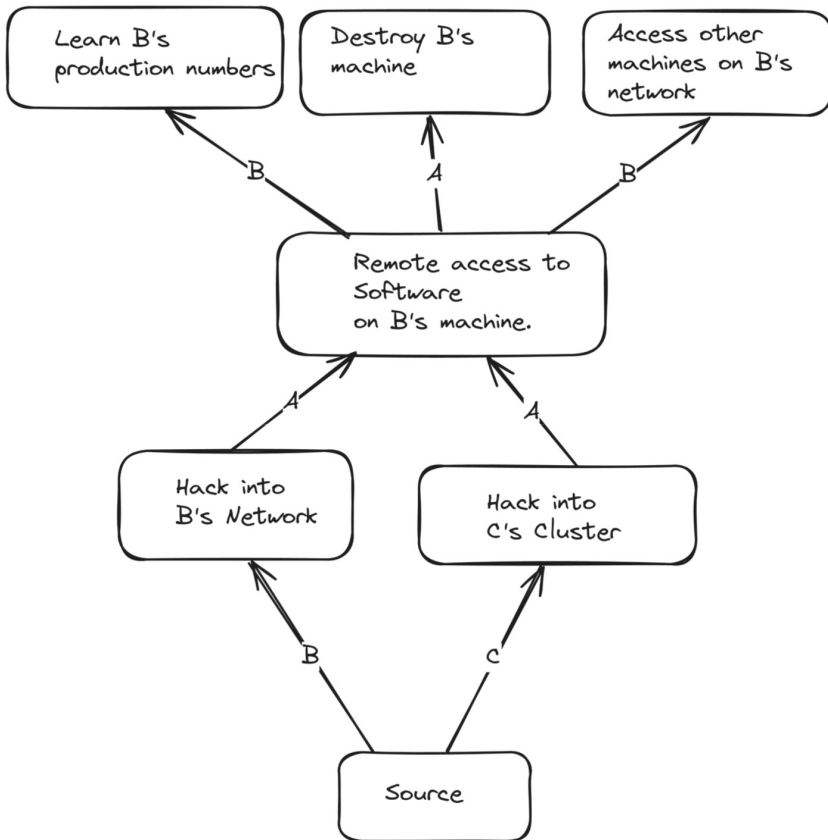 Learn B's
production numbers
Destroy B's
machine
Access other
machines on B's
network
B
A
B
Remote access to
Software
on B's machine.
A
A
Hack into
B's Network
Hack into
C's Cluster
B
C
Source